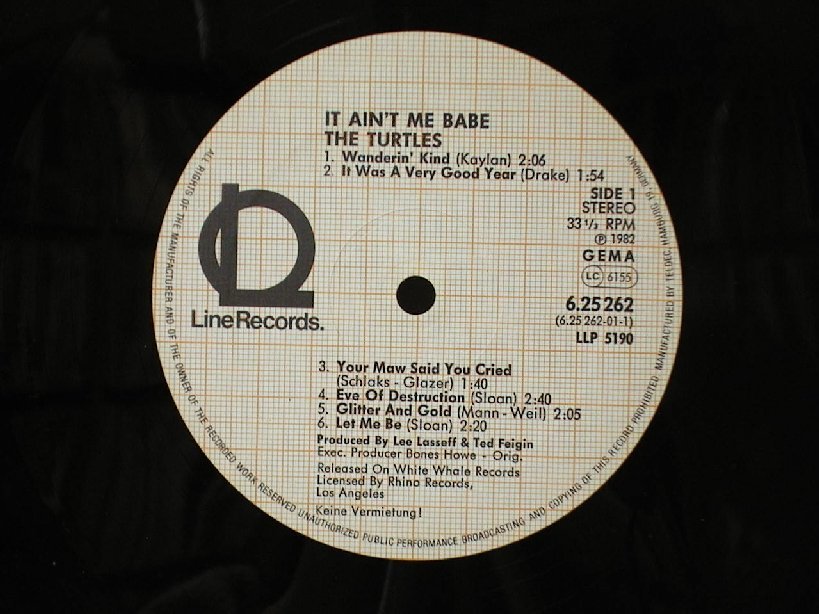 IT AIN'T ME BABE
THE TURTLES
1. Wanderin' Kind (Kaylan) 2:06
2. It Was A Very Good Year (Drake) 1:54
SIDE 1
STEREO
33 1/3 RPM
℗ 1982
GEMA
LC 6155
6.25 262
(6.25 262-01-1)
LLP 5190
LineRecords.
3. Your Maw Said You Cried
(Schlaks - Glazer) 1:40
4. Eve Of Destruction (Sloan) 2:40
5. Glitter And Gold (Mann - Weil) 2:05
6. Let Me Be (Sloan) 2:20
Produced By Lee Lasseff & Ted Feigin
Exec. Producer Bones Howe - Orig.
Released On White Whale Records
Licensed By Rhino Records,
Los Angeles
Keine Vermietung!
ALL RIGHTS OF THE MANUFACTURER AND OF THE OWNER OF THE RECORDED WORK RESERVED UNAUTHORIZED PUBLIC PERFORMANCE BROADCASTING AND COPYING OF THIS RECORD PROHIBITED MANUFACTURED BY TELDEC HAMBURG 19 GERMANY